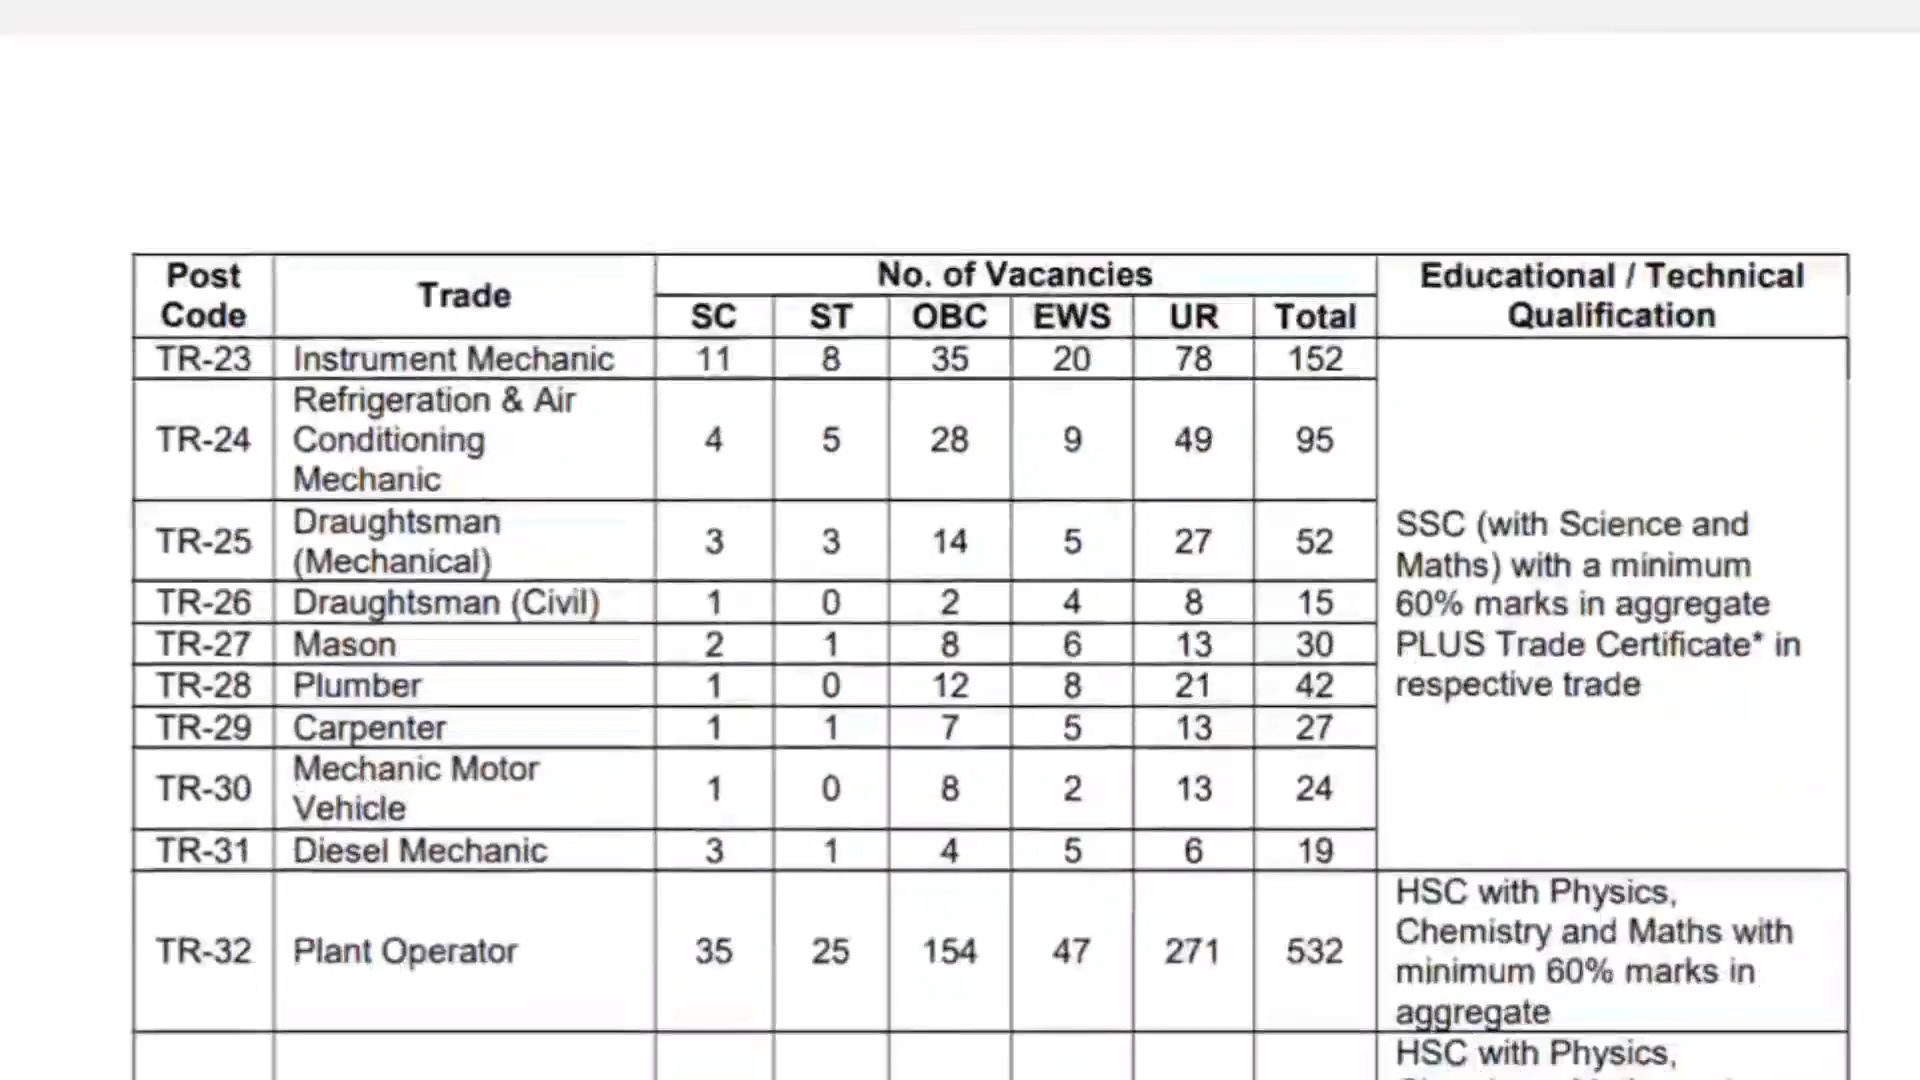 Post Code Trade No. of Vacancies Educational / Technical Qualification
SC ST OBC EWS UR Total
TR-23 Instrument Mechanic 11 8 35 20 78 152
TR-24 Refrigeration & Air Conditioning Mechanic 4 5 28 9 49 95
TR-25 Draughtsman (Mechanical) 3 3 14 5 27 52
TR-26 Draughtsman (Civil) 1 0 2 4 8 15
TR-27 Mason 2 1 8 6 13 30
TR-28 Plumber 1 0 12 8 21 42
TR-29 Carpenter 1 1 7 5 13 27
TR-30 Mechanic Motor Vehicle 1 0 8 2 13 24
TR-31 Diesel Mechanic 3 1 4 5 6 19
SSC (with Science and
Maths) with a minimum
60% marks in aggregate
PLUS Trade Certificate* in
respective trade
TR-32 Plant Operator 35 25 154 47 271 532
HSC with Physics,
Chemistry and Maths with
minimum 60% marks in
aggregate
HSC with Physics,